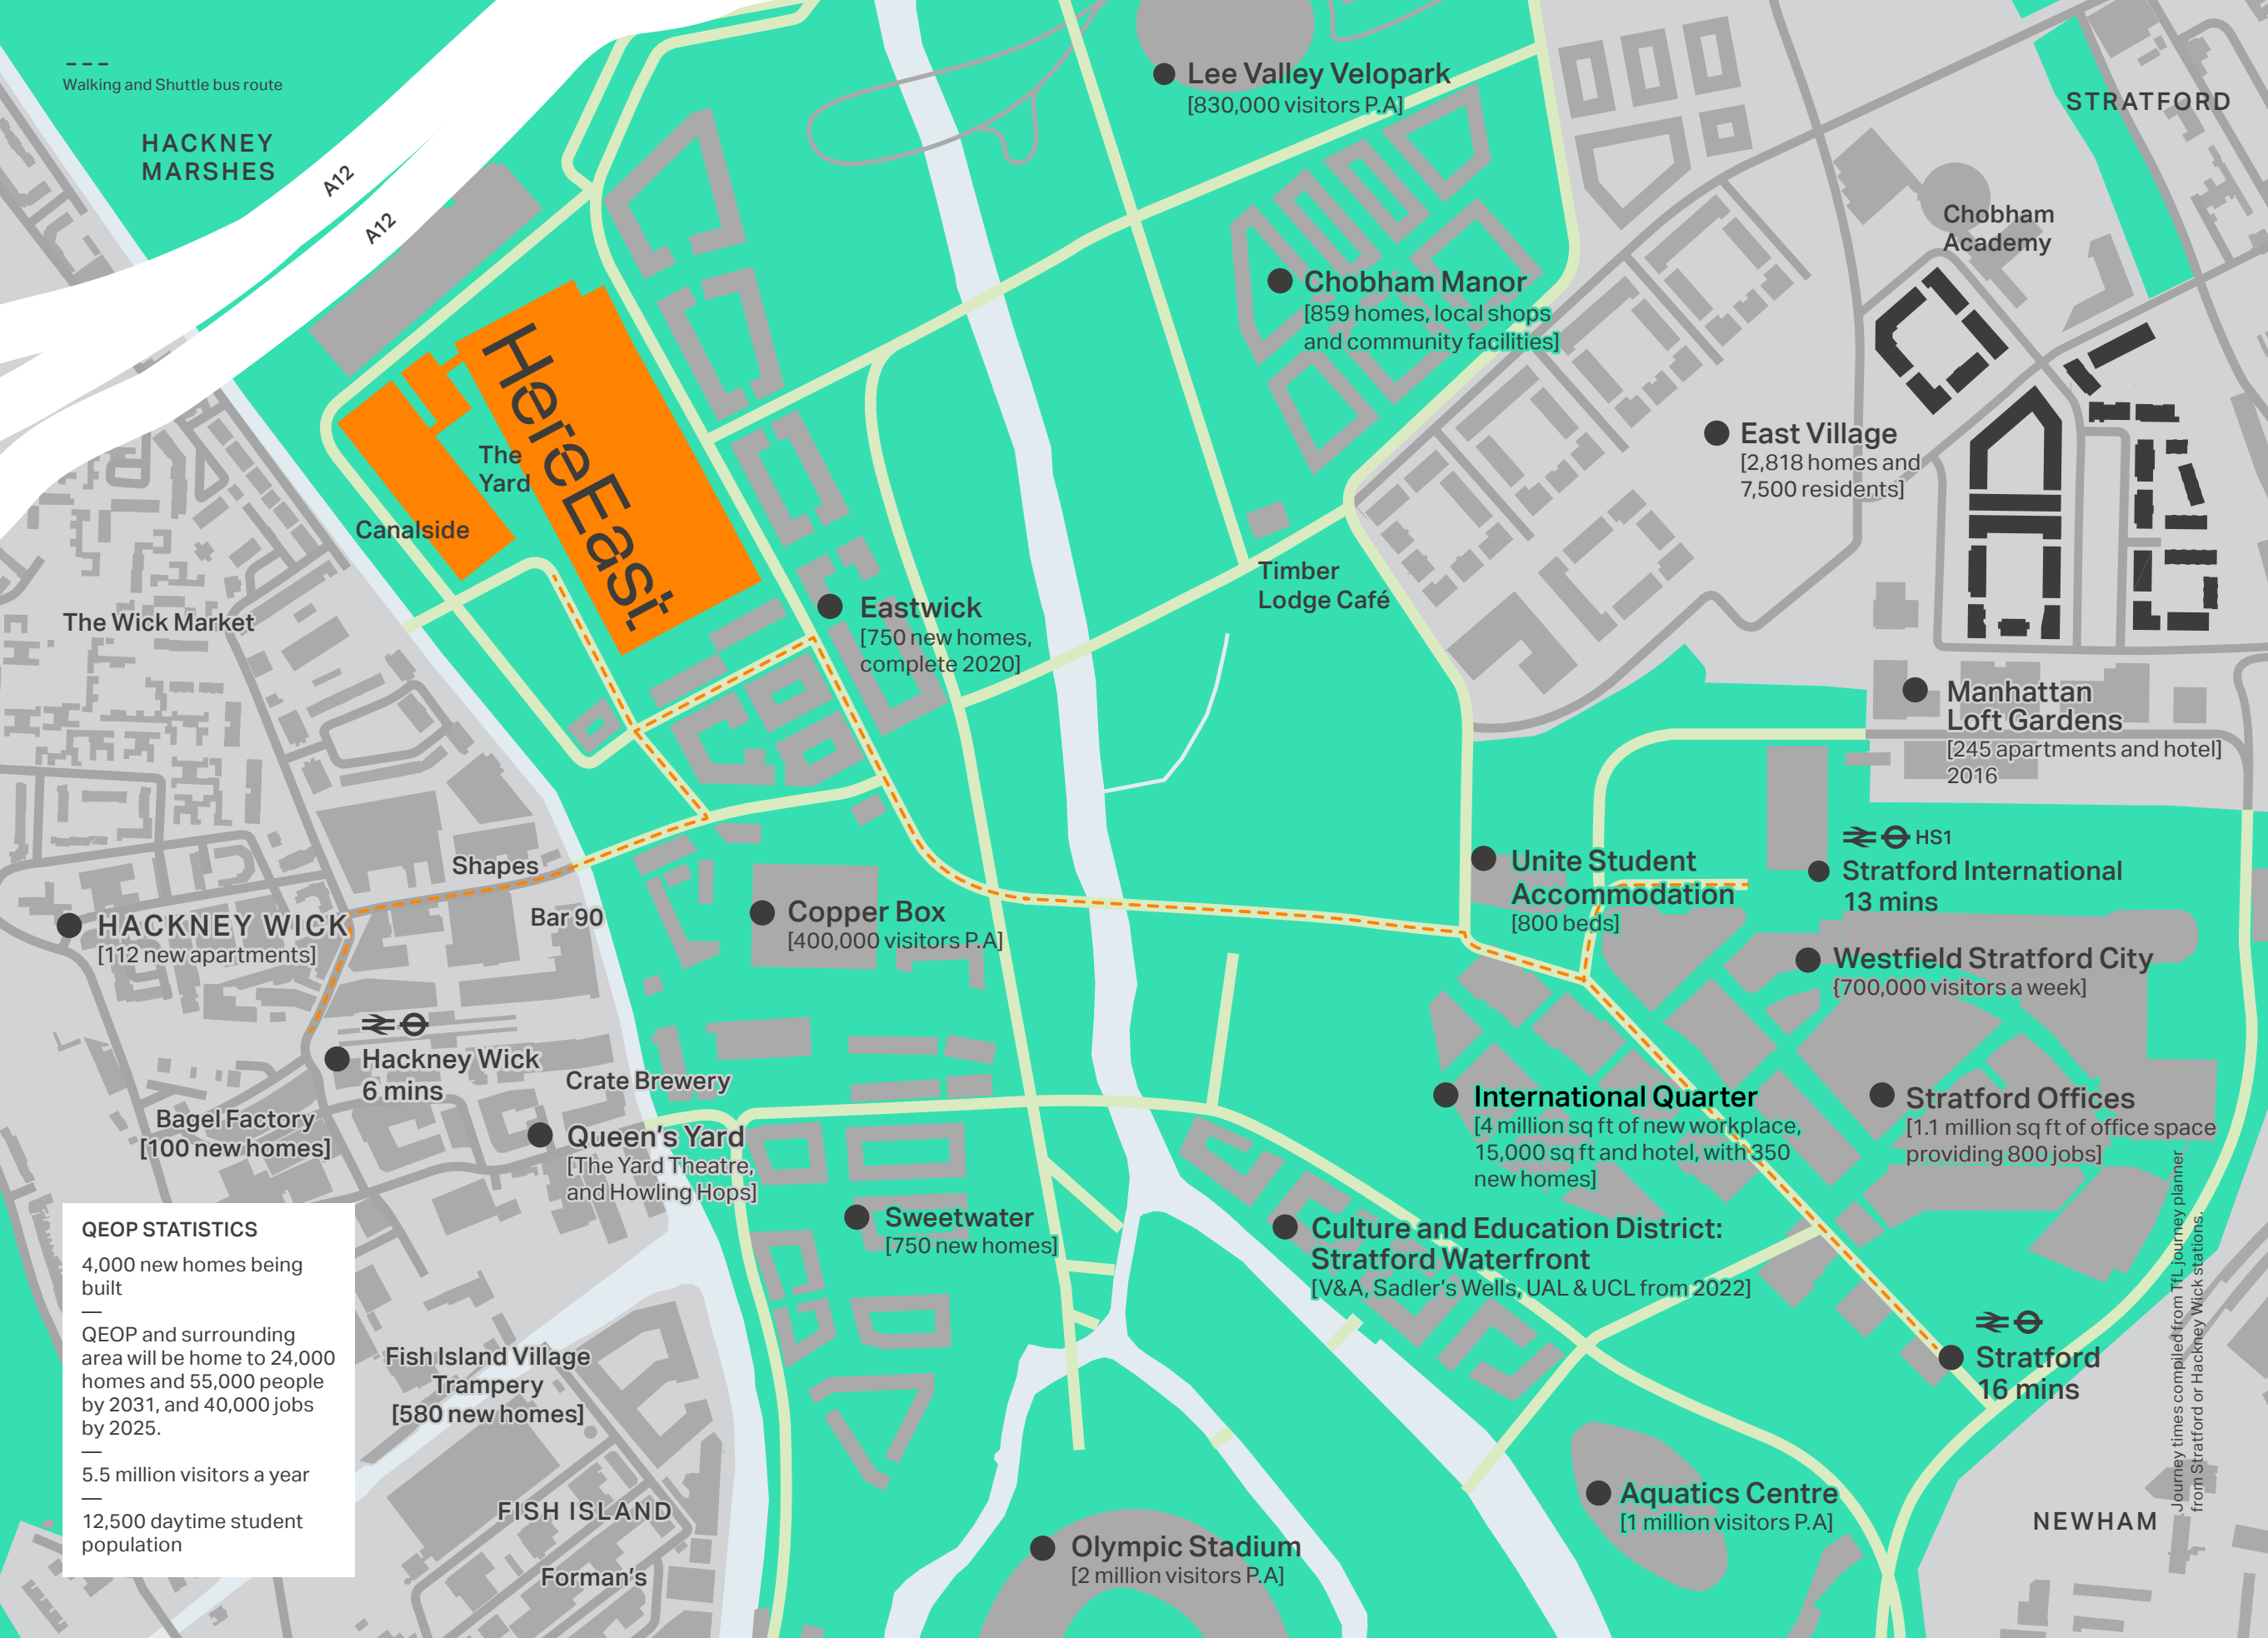 Walking and Shuttle bus route
HACKNEY
MARSHES
A12
A12
Lee Valley Velopark
[830,000 visitors P.A]
STRATFORD
Chobham
Academy
Chobham Manor
[859 homes, local shops
and community facilities]
HereEast.
The
Yard
Canalside
East Village
[2,818 homes and
7,500 residents]
Timber
Lodge Café
The Wick Market
Eastwick
[750 new homes,
complete 2020]
Manhattan
Loft Gardens
[245 apartments and hotel]
2016
HS1
Stratford International
13 mins
Unite Student
Accommodation
[800 beds]
Shapes
Bar 90
HACKNEY WICK
[112 new apartments]
Copper Box
[400,000 visitors P.A]
Westfield Stratford City
{700,000 visitors a week]
Hackney Wick
6 mins
Crate Brewery
Bagel Factory
[100 new homes]
Queen's Yard
[The Yard Theatre,
and Howling Hops]
International Quarter
[4 million sq ft of new workplace,
15,000 sq ft and hotel, with 350
new homes]
Stratford Offices
[1.1 million sq ft of office space
providing 800 jobs]
Sweetwater
[750 new homes]
Culture and Education District:
Stratford Waterfront
[V&A, Sadler's Wells, UAL & UCL from 2022]
QEOP STATISTICS
4,000 new homes being
built
—
QEOP and surrounding
area will be home to 24,000
homes and 55,000 people
by 2031, and 40,000 jobs
by 2025.
—
5.5 million visitors a year
—
12,500 daytime student
population
Fish Island Village
Trampery
[580 new homes]
Stratford
16 mins
Journey times compiled from TfL journey planner
from Stratford or Hackney Wick stations.
FISH ISLAND
Forman's
Olympic Stadium
[2 million visitors P.A]
Aquatics Centre
[1 million visitors P.A]
NEWHAM